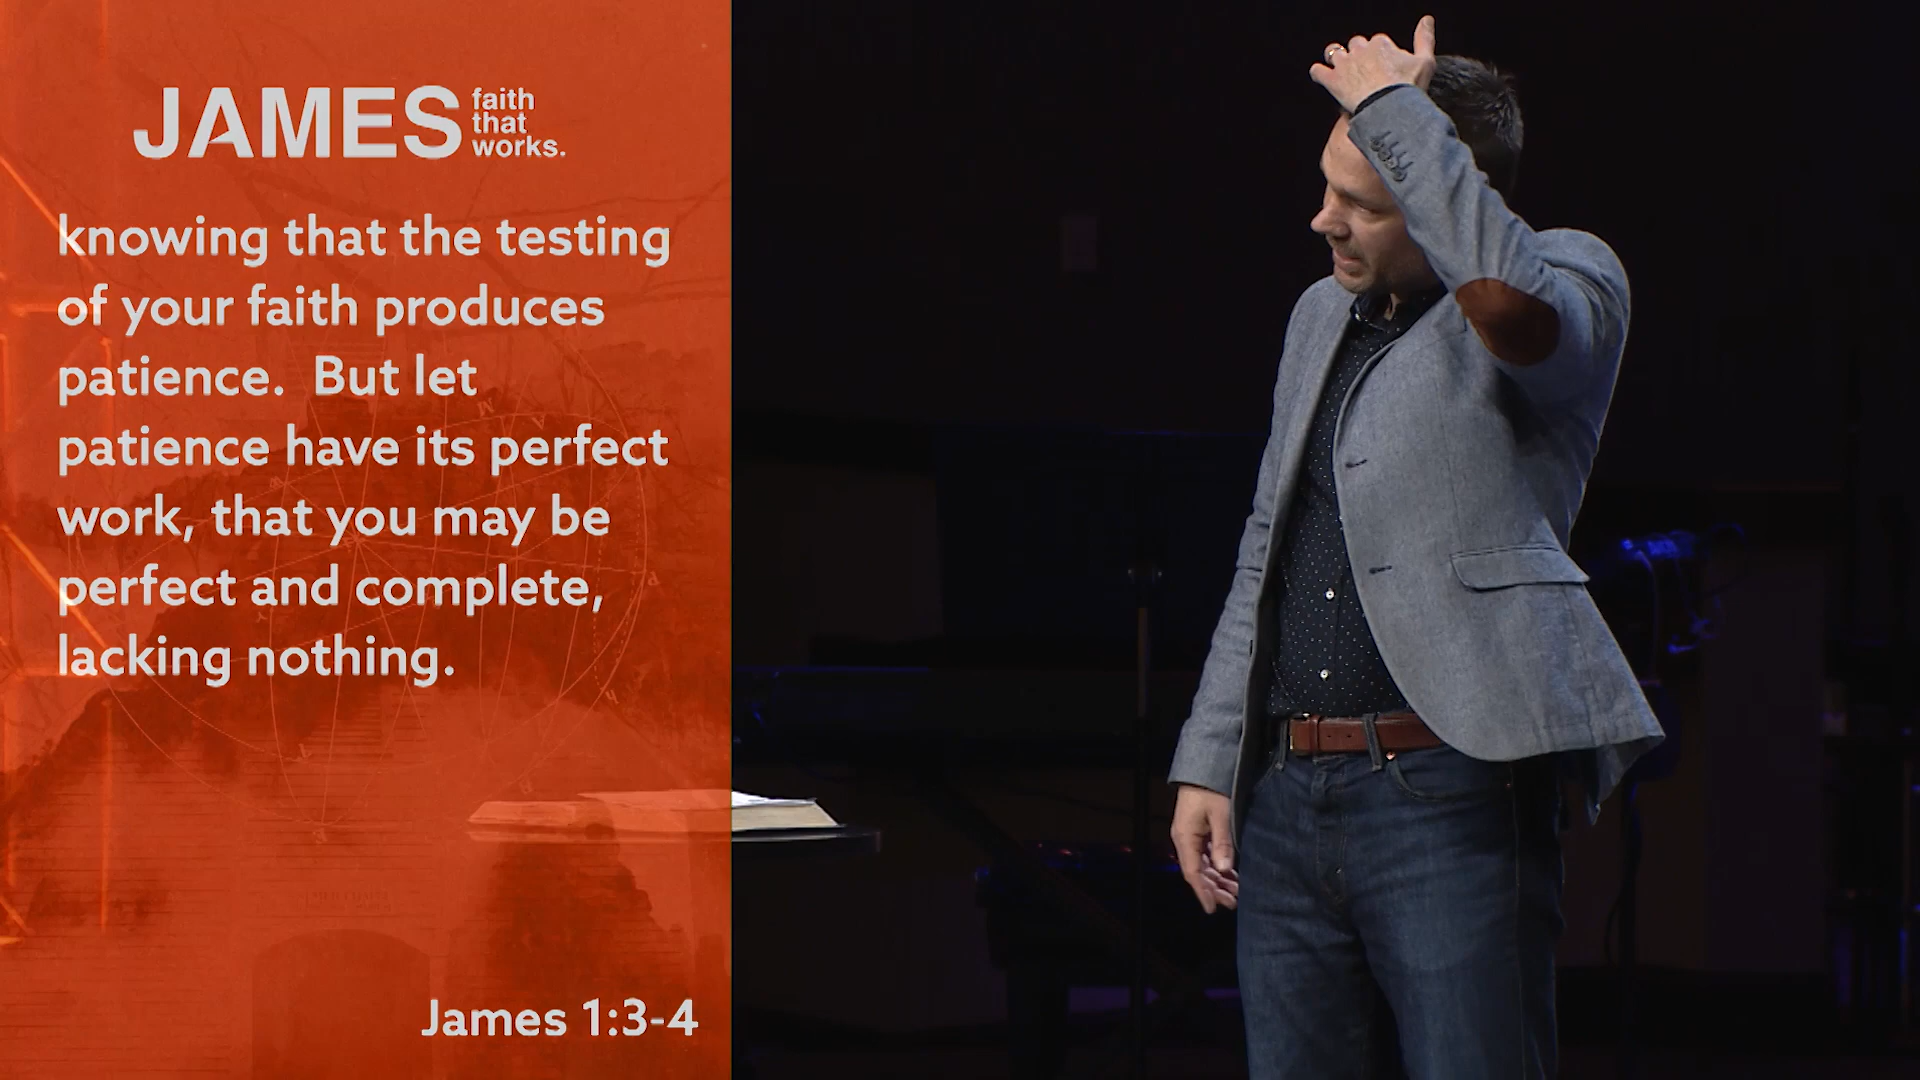 JAMES faith
that
works.
knowing that the testing
of your faith produces
patience.  But let
patience have its perfect
work, that you may be
perfect and complete,
lacking nothing.
James 1:3-4